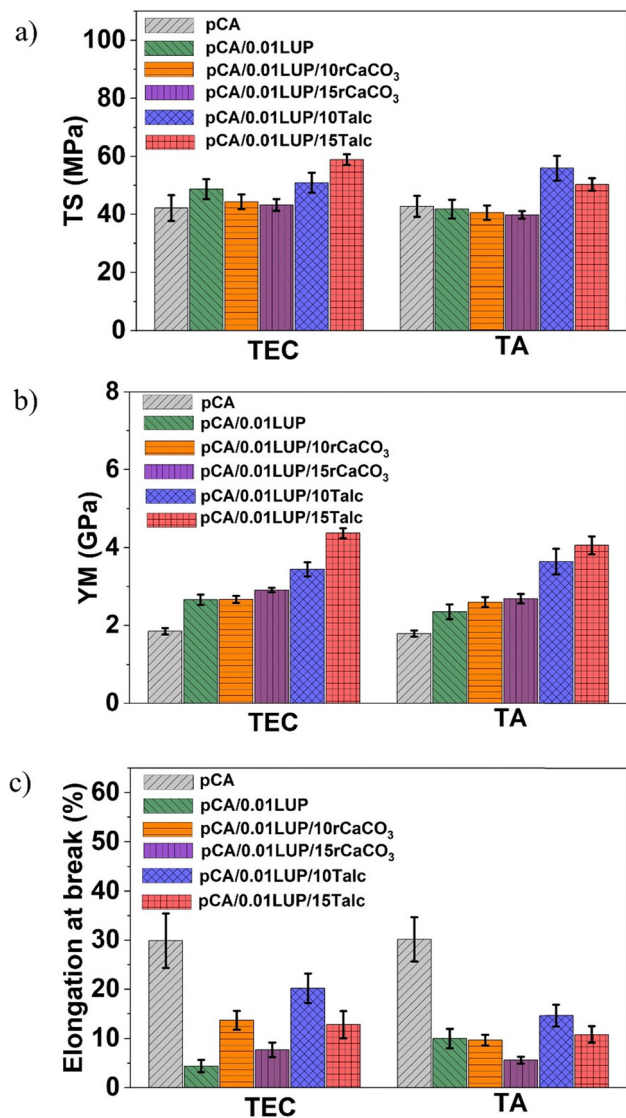 a)
pCA
pCA/0.01LUP
pCA/0.01LUP/10rCaCO₃
pCA/0.01LUP/15rCaCO₃
pCA/0.01LUP/10Talc
pCA/0.01LUP/15Talc
100
80
60
40
20
0
TS (MPa)
TEC TA
b)
pCA
pCA/0.01LUP
pCA/0.01LUP/10rCaCO₃
pCA/0.01LUP/15rCaCO₃
pCA/0.01LUP/10Talc
pCA/0.01LUP/15Talc
8
6
4
2
0
YM (GPa)
TEC TA
c)
pCA
pCA/0.01LUP
pCA/0.01LUP/10rCaCO₃
pCA/0.01LUP/15rCaCO₃
pCA/0.01LUP/10Talc
pCA/0.01LUP/15Talc
60
50
40
30
20
10
0
Elongation at break (%)
TEC TA